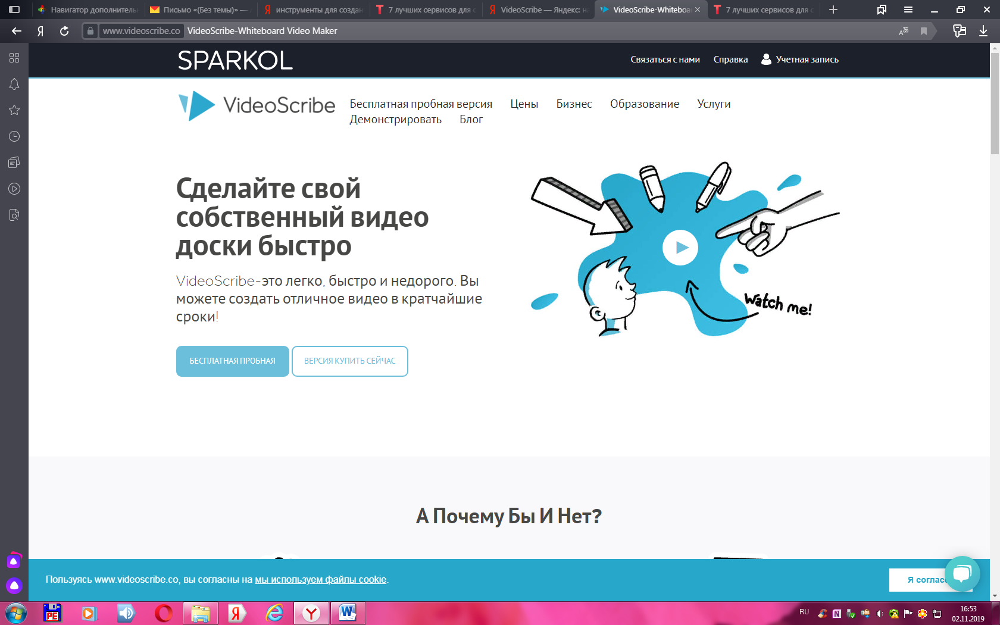 Навигатор дополнитель
Письмо «(Без темы)» —
инструменты для создан
7 лучших сервисов для с
VideoScribe — Яндекс: н
VideoScribe-Whiteboa
7 лучших сервисов для с
www.videoscribe.co VideoScribe-Whiteboard Video Maker
SPARKOL
Связаться с нами Справка Учетная запись
VideoScribe
Бесплатная пробная версия Цены Бизнес Образование Услуги
Демонстрировать Блог
Сделайте свой
собственный видео
доски быстро
VideoScribe-это легко, быстро и недорого. Вы
можете создать отличное видео в кратчайшие
сроки!
БЕСПЛАТНАЯ ПРОБНАЯ ВЕРСИЯ КУПИТЬ СЕЙЧАС
watch me!
А Почему Бы И Нет?
Пользуясь www.videoscribe.co, вы согласны на мы используем файлы cookie.
Я соглас
RU
16:53
02.11.2019